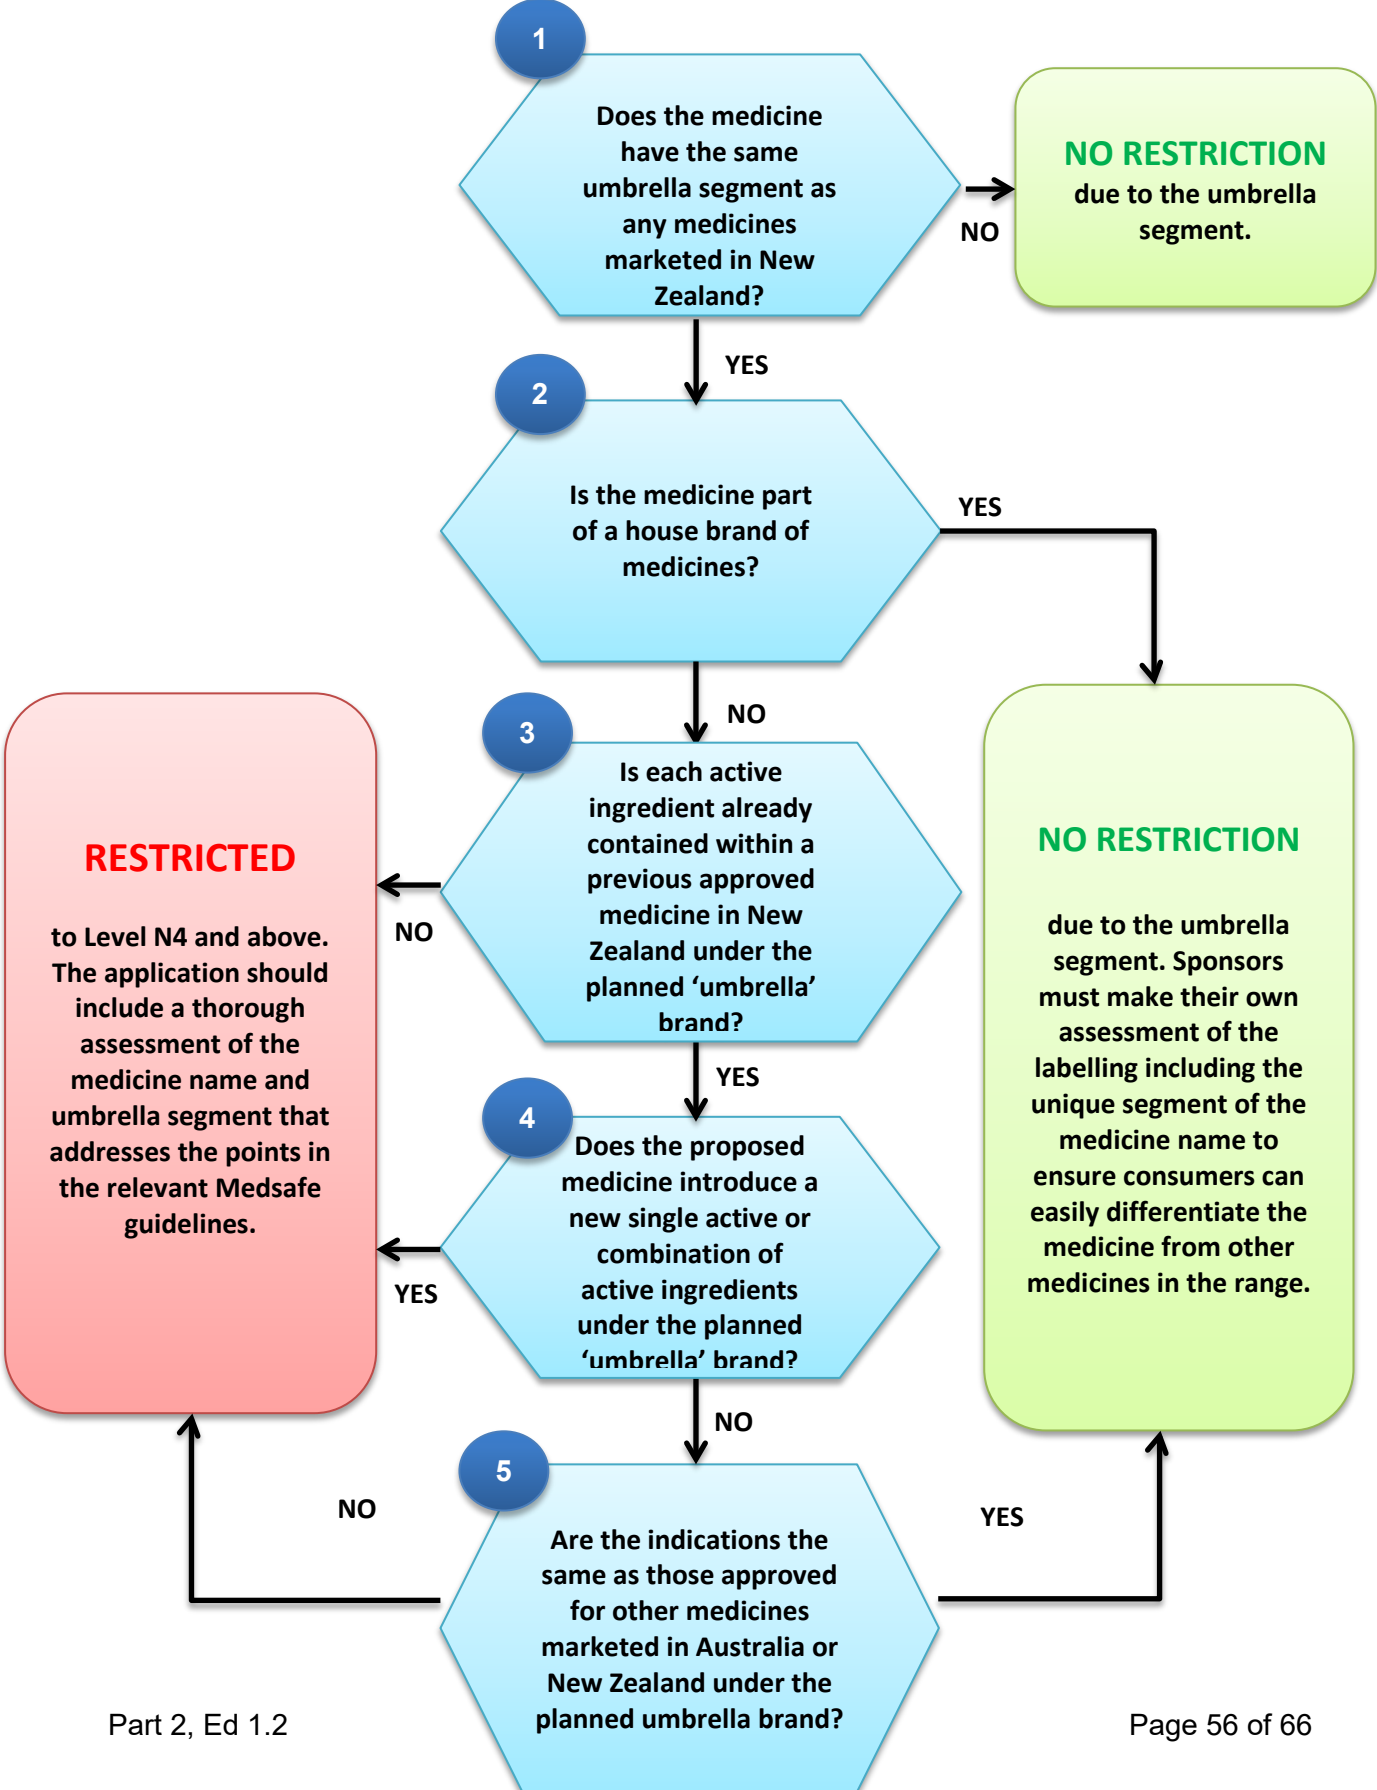 1
Does the medicine
have the same
umbrella segment as
any medicines
marketed in New
Zealand?
NO
NO RESTRICTION
due to the umbrella
segment.
YES
2
Is the medicine part
of a house brand of
medicines?
YES
NO
3
Is each active
ingredient already
contained within a
previous approved
medicine in New
Zealand under the
planned ‘umbrella’
brand?
NO
RESTRICTED
to Level N4 and above.
The application should
include a thorough
assessment of the
medicine name and
umbrella segment that
addresses the points in
the relevant Medsafe
guidelines.
NO RESTRICTION
due to the umbrella
segment. Sponsors
must make their own
assessment of the
labelling including the
unique segment of the
medicine name to
ensure consumers can
easily differentiate the
medicine from other
medicines in the range.
YES
4
Does the proposed
medicine introduce a
new single active or
combination of
active ingredients
under the planned
‘umbrella’ brand?
YES
NO
5
Are the indications the
same as those approved
for other medicines
marketed in Australia or
New Zealand under the
planned umbrella brand?
NO
YES
Part 2, Ed 1.2
Page 56 of 66